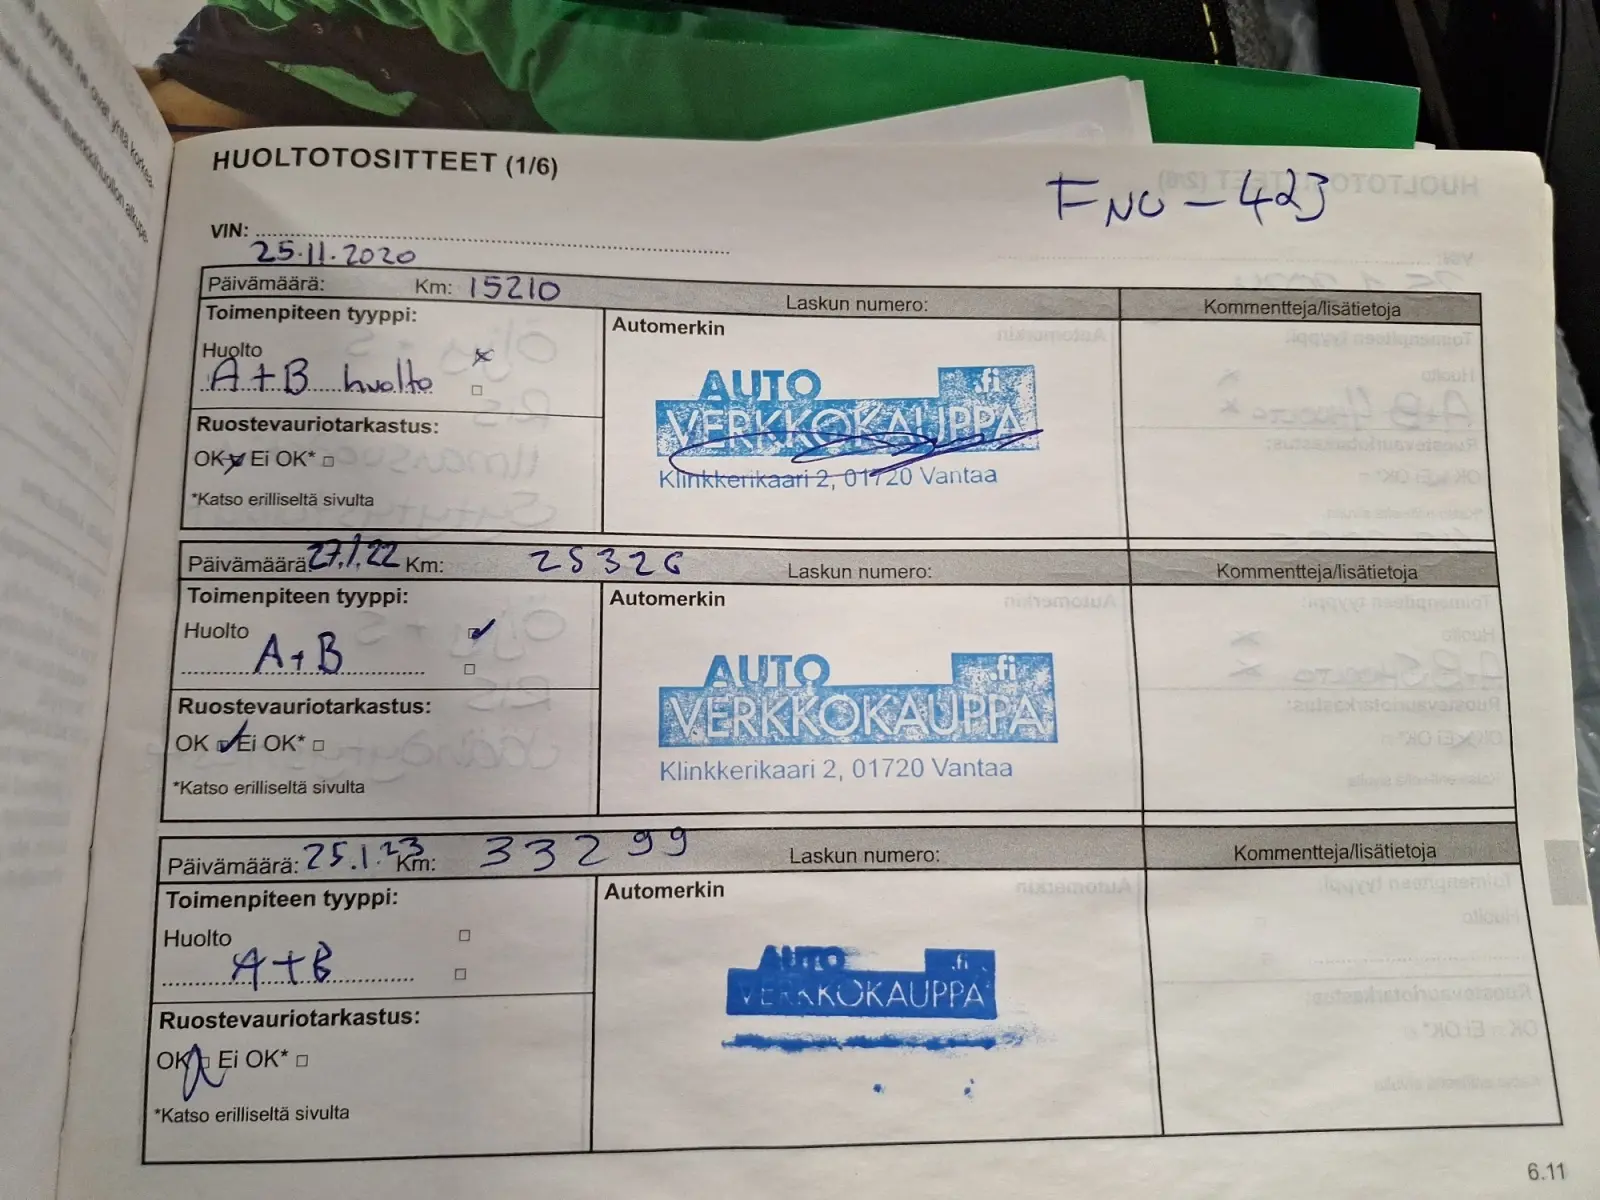 HUOLTOTOSITTEET (1/6)
FNU-423
VIN:
25.11.2020
Päivämäärä: Km: 15210 Laskun numero: Kommentteja/lisätietoja
Toimenpiteen tyyppi: Automerkin
Huolto
A+B huolto
AUTO .fi
VERKKOKAUPPA
Klinkkerikaari 2, 01720 Vantaa
Ruostevauriotarkastus:
OK Ei OK*
*Katso erilliseltä sivulta
Päivämäärä 27.1.22 Km: 25326 Laskun numero: Kommentteja/lisätietoja
Toimenpiteen tyyppi: Automerkin
Huolto
A+B
AUTO .fi
VERKKOKAUPPA
Klinkkerikaari 2, 01720 Vantaa
Ruostevauriotarkastus:
OK Ei OK*
*Katso erilliseltä sivulta
Päivämäärä: 25.1.23 Km: 33299 Laskun numero: Kommentteja/lisätietoja
Toimenpiteen tyyppi: Automerkin
Huolto
A+B
AUTO .fi
VERKKOKAUPPA
Ruostevauriotarkastus:
OK Ei OK*
*Katso erilliseltä sivulta
6.11